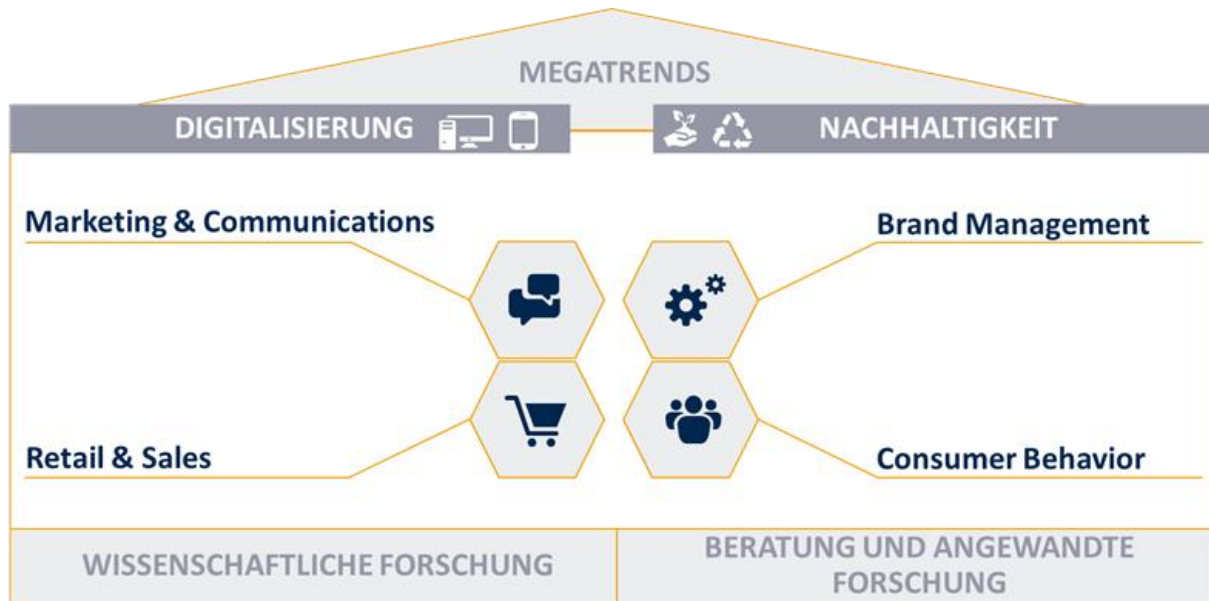 MEGATRENDS
DIGITALISIERUNG
NACHHALTIGKEIT
Marketing & Communications
Brand Management
Retail & Sales
Consumer Behavior
WISSENSCHAFTLICHE FORSCHUNG
BERATUNG UND ANGEWANDTE
FORSCHUNG